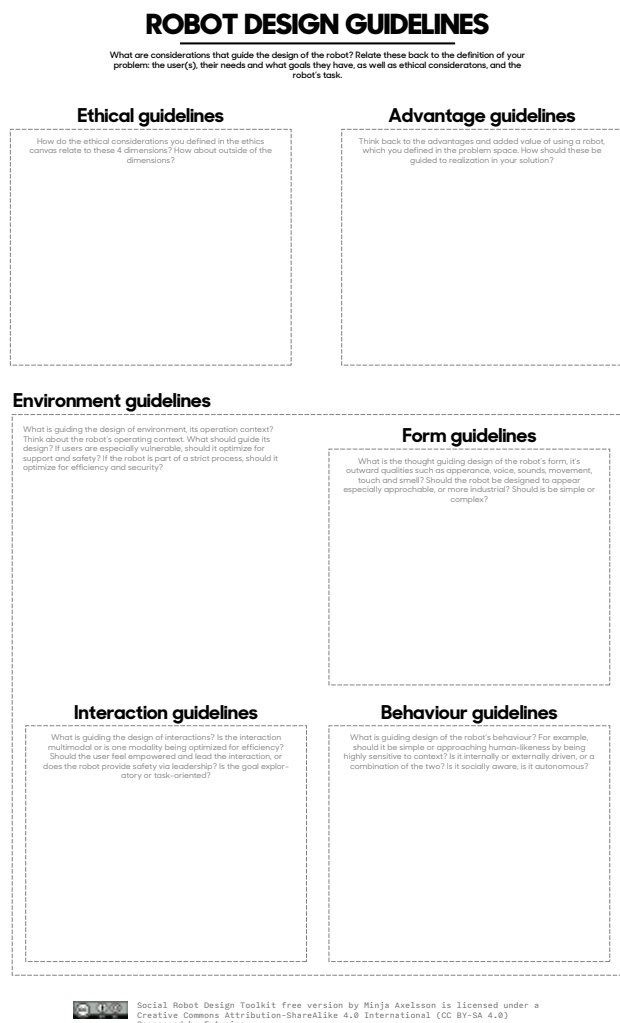 ROBOT DESIGN GUIDELINES
What are considerations that guide the design of the robot? Relate these back to the definition of your
problem: the user(s), their needs and what goals they have, as well as ethical consideratons, and the
robot's task.
Ethical guidelines
How do the ethical considerations you defined in the ethics
canvas relate to these 4 dimensions? How about outside of the
dimensions?
Advantage guidelines
Think back to the advantages and added value of using a robot,
which you defined in the problem space. How should these be
guided to realization in your solution?
Environment guidelines
What is guiding the design of environment, its operation context?
Think about the robot's operating context. What should guide its
design? If users are especially vulnerable, should it optimize for
support and safety? If the robot is part of a strict process, should it
optimize for efficiency and security?
Form guidelines
What is the thought guiding design of the robot's form, it's
outward qualities such as apperance, voice, sounds, movement,
touch and smell? Should the robot be designed to appear
especially approchable, or more industrial? Should is be simple or
complex?
Interaction guidelines
What is guiding the design of interactions? Is the interaction
multimodal or is one modality being optimized for efficiency?
Should the user feel empowered and lead the interaction, or
does the robot provide safety via leadership? Is the goal explor-
atory or task-oriented?
Behaviour guidelines
What is guiding design of the robot's behaviour? For example,
should it be simple or approaching human-likeness by being
highly sensitive to context? Is it internally or externally driven, or a
combination of the two? Is it socially aware, is it autonomous?
Social Robot Design Toolkit free version by Minja Axelsson is licensed under a
Creative Commons Attribution-ShareAlike 4.0 International (CC BY-SA 4.0)